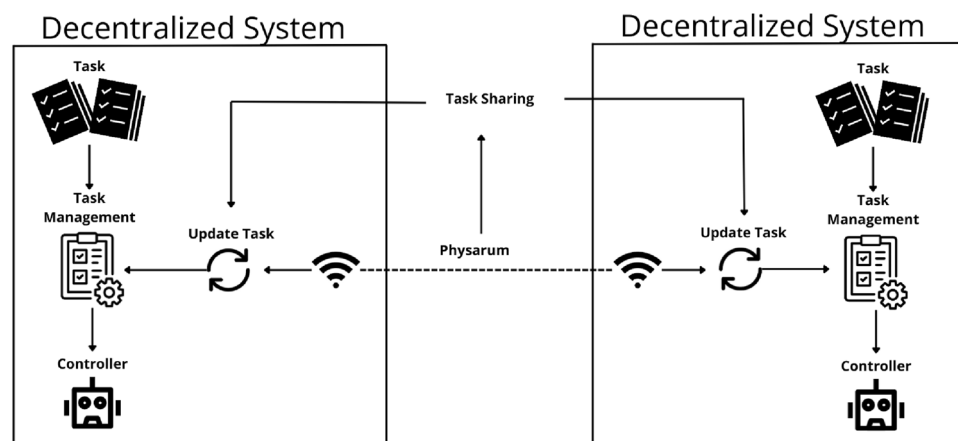 Decentralized System
Decentralized System
Task
Task
Task Sharing
Task
Management
Task
Management
Update Task
Update Task
Physarum
Controller
Controller